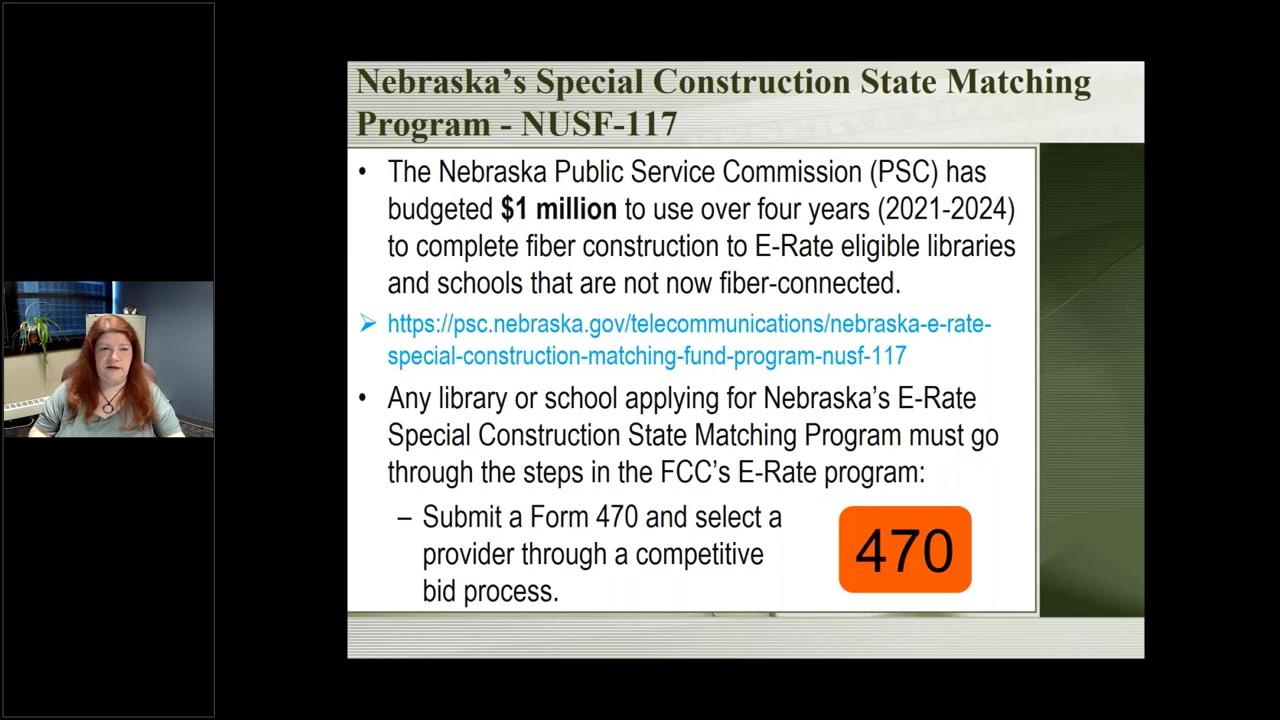 Nebraska's Special Construction State Matching
Program - NUSF-117
• The Nebraska Public Service Commission (PSC) has
budgeted $1 million to use over four years (2021-2024)
to complete fiber construction to E-Rate eligible libraries
and schools that are not now fiber-connected.
➢ https://psc.nebraska.gov/telecommunications/nebraska-e-rate-
special-construction-matching-fund-program-nusf-117
• Any library or school applying for Nebraska's E-Rate
Special Construction State Matching Program must go
through the steps in the FCC's E-Rate program:
– Submit a Form 470 and select a
provider through a competitive
bid process.
470